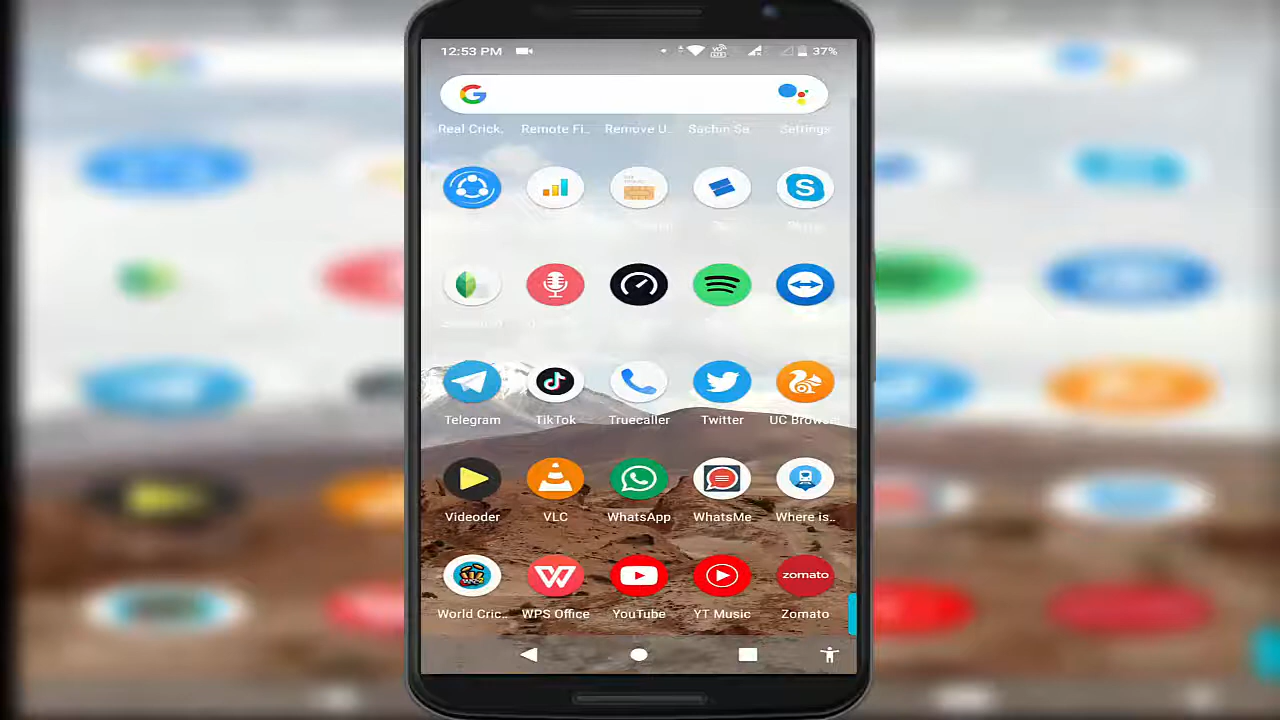 12:53 PM 37%
Real Crick. Remote Fi.. Remove U. Sachin Sa. Settings
Telegram TikTok Truecaller Twitter UC Browser
Videoder VLC WhatsApp WhatsMe Where is..
zomato
World Cric.. WPS Office YouTube YT Music Zomato